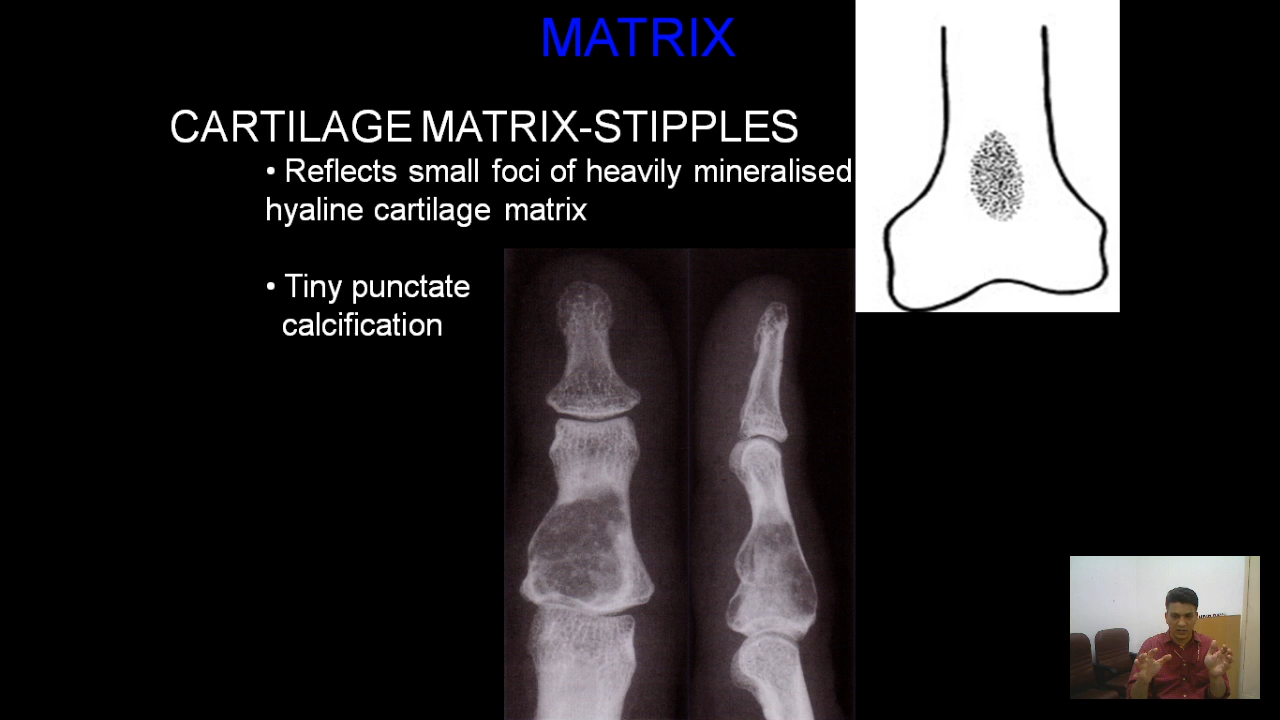 MATRIX
CARTILAGE MATRIX-STIPPLES
• Reflects small foci of heavily mineralised
hyaline cartilage matrix
• Tiny punctate
calcification